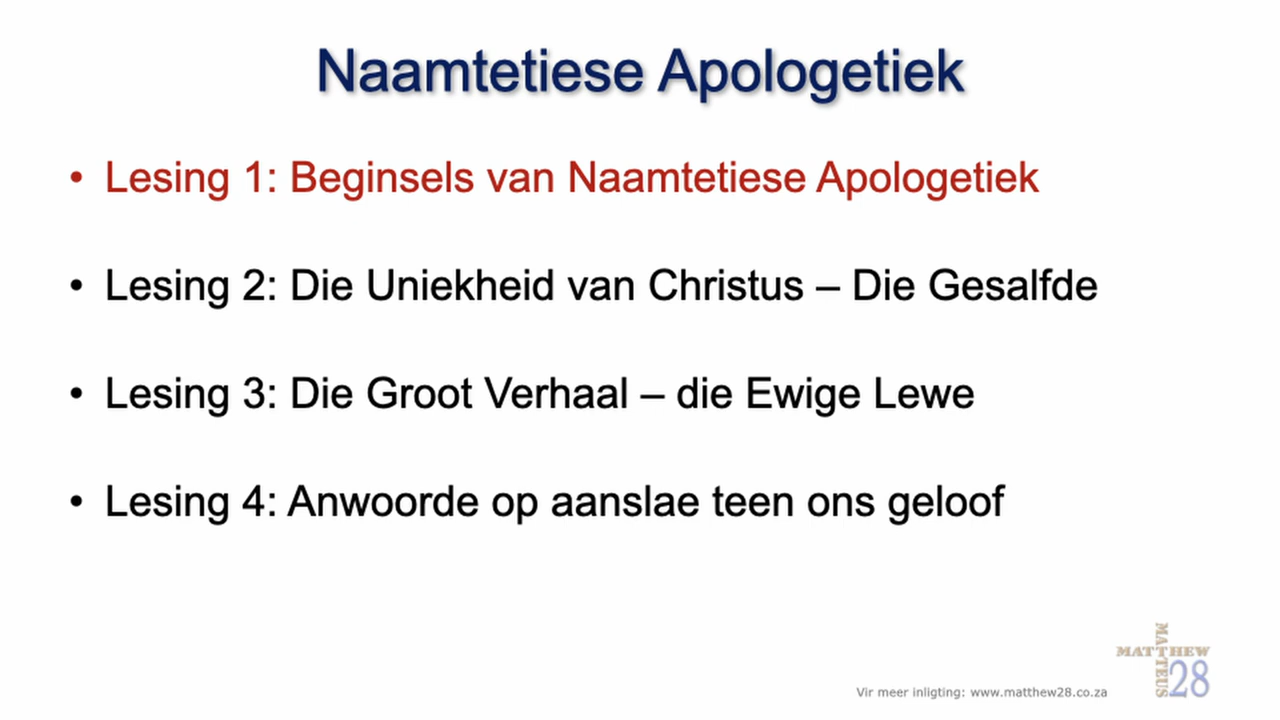 Naamtetiese Apologetiek
• Lesing 1: Beginsels van Naamtetiese Apologetiek
• Lesing 2: Die Uniekheid van Christus – Die Gesalfde
• Lesing 3: Die Groot Verhaal – die Ewige Lewe
• Lesing 4: Anwoorde op aanslae teen ons geloof
MATTHEW
MATTEUS
28
Vir meer inligting: www.matthew28.co.za